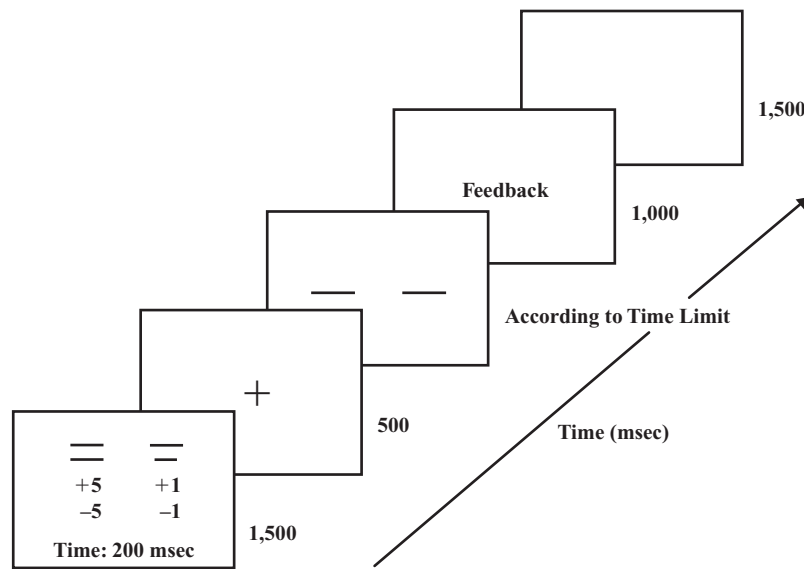 1,500
Feedback
1,000
According to Time Limit
500
Time (msec)
+5 +1
–5 –1
Time: 200 msec
1,500